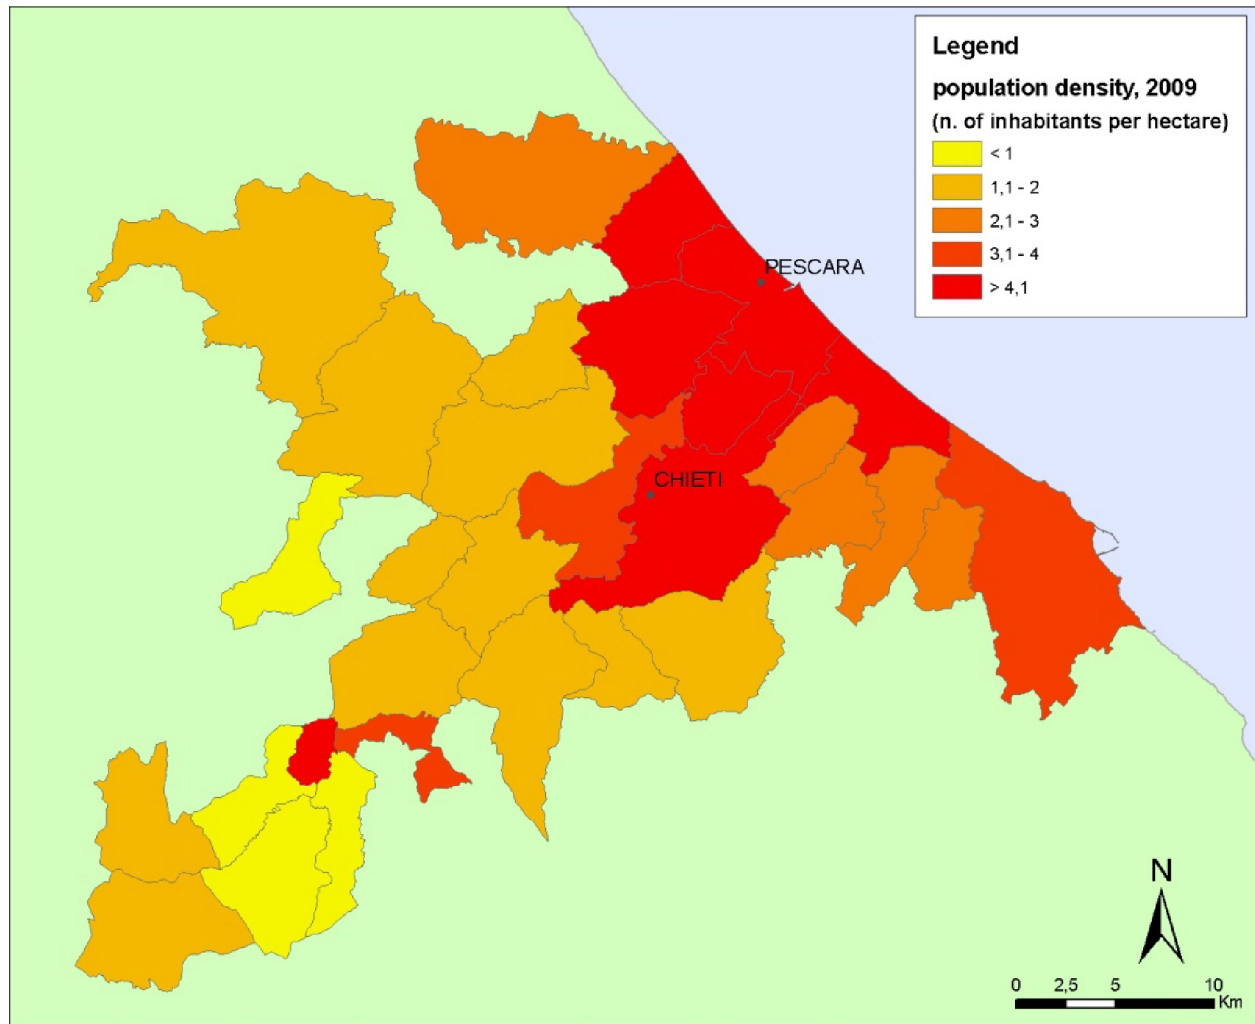 Legend
population density, 2009
(n. of inhabitants per hectare)
< 1
1,1 - 2
2,1 - 3
3,1 - 4
> 4,1
PESCARA
CHIETI
N
0 2,5 5 10
Km